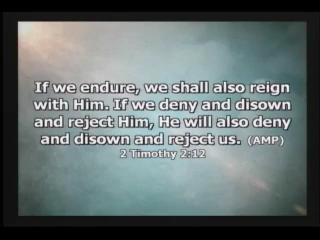 If we endure, we shall also reign
with Him. If we deny and disown
and reject Him, He will also deny
and disown and reject us. (AMP)
2 Timothy 2:12